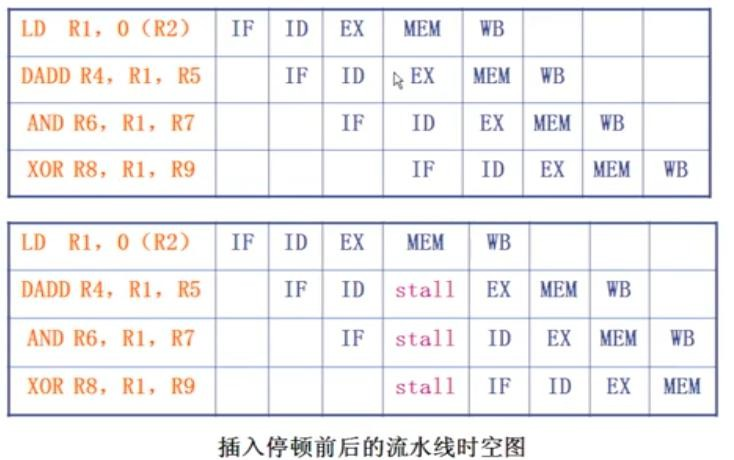 LD R1，0（R2） IF ID EX MEM WB
DADD R4，R1，R5 IF ID EX MEM WB
AND R6，R1，R7 IF ID EX MEM WB
XOR R8，R1，R9 IF ID EX MEM WB
LD R1，0（R2） IF ID EX MEM WB
DADD R4，R1，R5 IF ID stall EX MEM WB
AND R6，R1，R7 IF stall ID EX MEM WB
XOR R8，R1，R9 stall IF ID EX MEM
插入停顿前后的流水线时空图